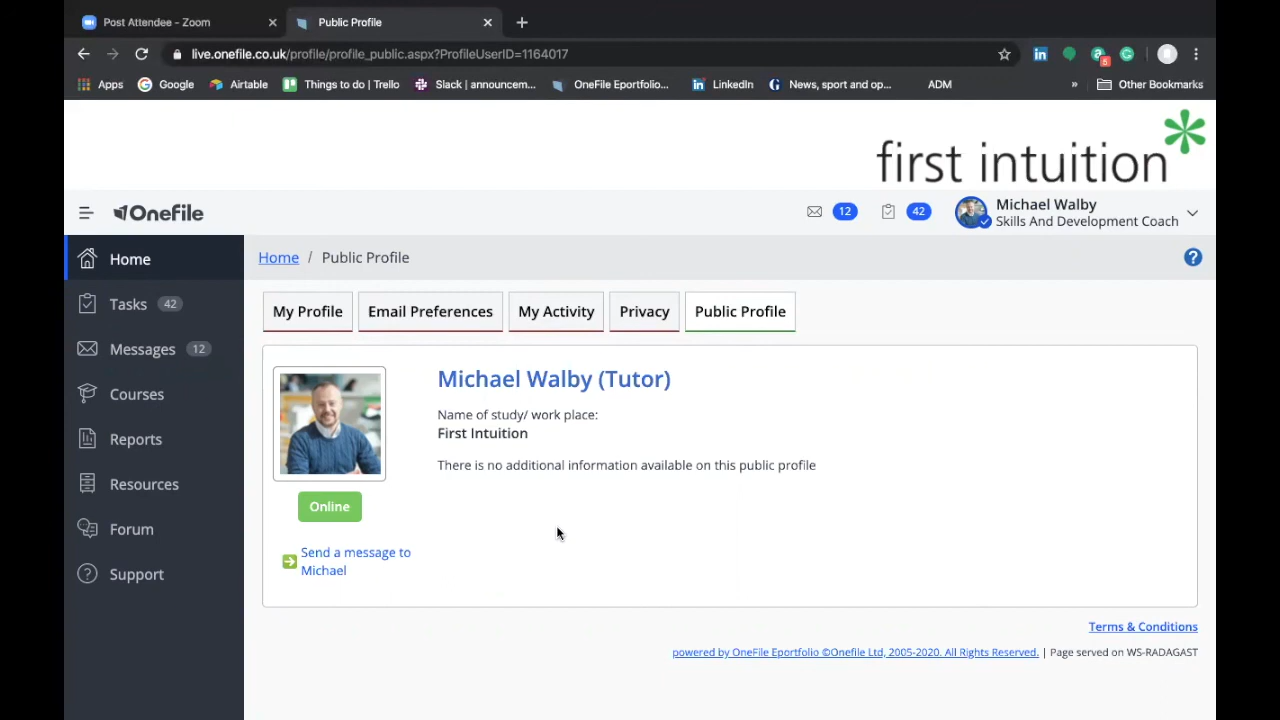 Post Attendee - Zoom
Public Profile
live.onefile.co.uk/profile/profile_public.aspx?ProfileUserID=1164017
5
Apps
Google
Airtable
Things to do | Trello
Slack | announcem...
OneFile Eportfolio...
LinkedIn
News, sport and op...
ADM
»
Other Bookmarks
first intuition
Onefile
12
42
Michael Walby
Skills And Development Coach
Home
Tasks 42
Messages 12
Courses
Reports
Resources
Forum
Support
Home / Public Profile
My Profile
Email Preferences
My Activity
Privacy
Public Profile
Michael Walby (Tutor)
Name of study/ work place:
First Intuition
There is no additional information available on this public profile
Online
Send a message to
Michael
Terms & Conditions
powered by OneFile Eportfolio ©Onefile Ltd, 2005-2020. All Rights Reserved. | Page served on WS-RADAGAST